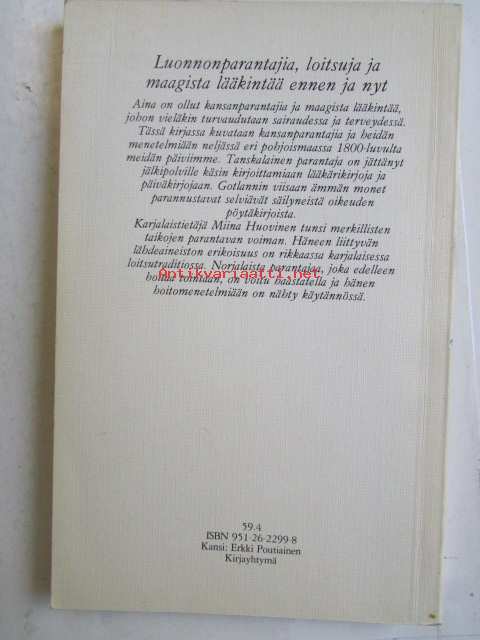 Luonnonparantajia, loitsuja ja
maagista lääkintää ennen ja nyt
Aina on ollut kansanparantajia ja maagista lääkintää,
johon vieläkin turvaudutaan sairaudessa ja terveydessä.
Tässä kirjassa kuvataan kansanparantajia ja heidän
menetelmiään neljässä eri pohjoismaassa 1800-luvulta
meidän päiviimme. Tanskalainen parantaja on jättänyt
jälkipolville käsin kirjoittamiaan lääkärikirjoja ja
päiväkirjojaan. Gotlannin viisaan ämmän monet
parannustavat selviävät säilyneistä oikeuden
pöytäkirjoista.
Karjalaistietäjä Miina Huovinen tunsi merkillisten
taikojen parantavan voiman. Häneen liittyvän
lähdeaineiston erikoisuus on rikkaassa karjalaisessa
loitsutraditiossa. Norjalaista parantajaa, joka edelleen
Antikvariaatti.net
hoitaa tointaan, on voitu haastatella ja hänen
hoitomenetelmiään on nähty käytännössä.
59.4
ISBN 951-26-2299-8
Kansi: Erkki Poutiainen
Kirjayhtymä